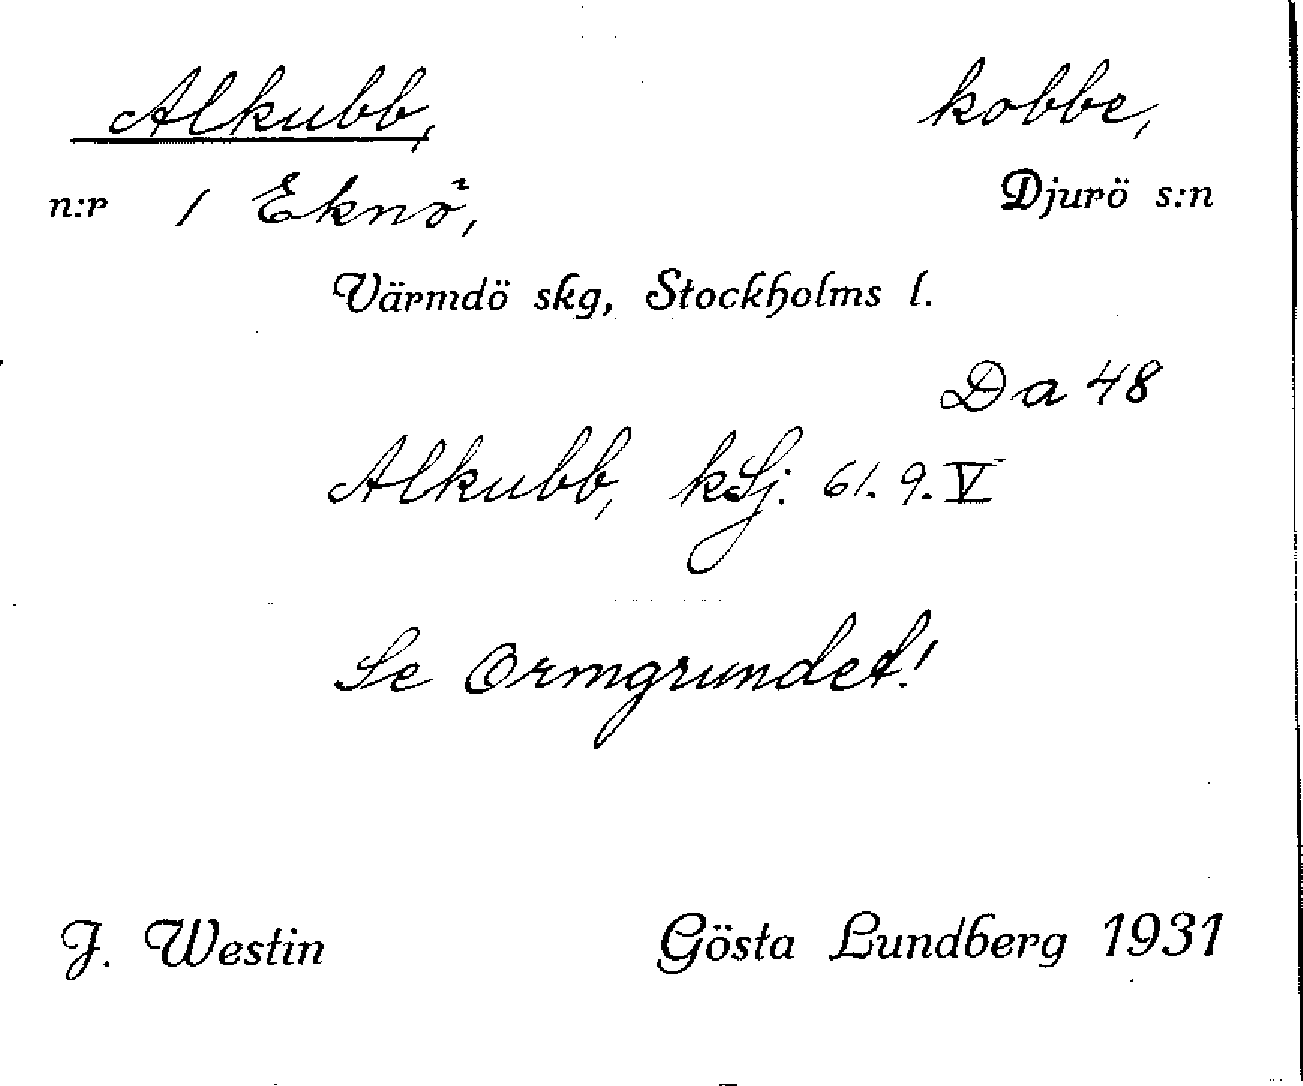 Alkubb, kobbe,
n:r 1 Eknö, Djurö s:n
Värmdö skg, Stockholms l.
Da 48
Alkubb, kSj. 61. 9. V
Se Ormgrundet!
J. Westin Gösta Lundberg 1931